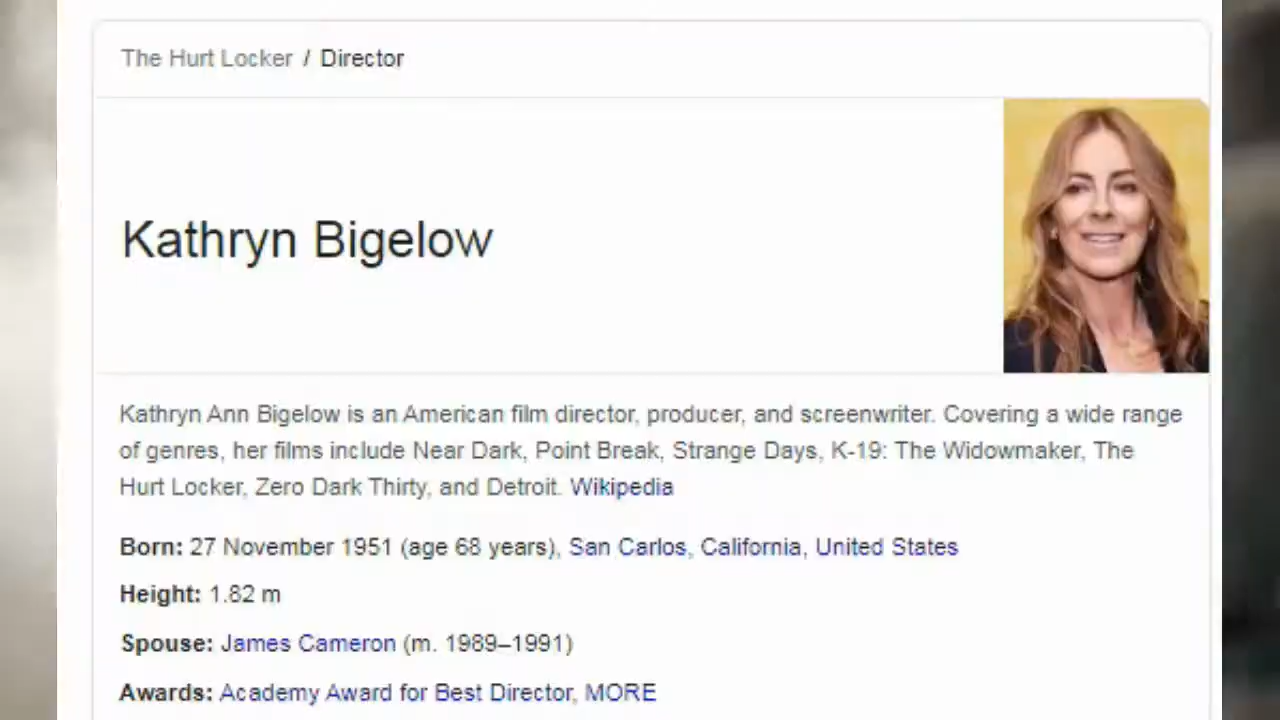 The Hurt Locker / Director
Kathryn Bigelow
Kathryn Ann Bigelow is an American film director, producer, and screenwriter. Covering a wide range
of genres, her films include Near Dark, Point Break, Strange Days, K-19: The Widowmaker, The
Hurt Locker, Zero Dark Thirty, and Detroit. Wikipedia
Born: 27 November 1951 (age 68 years), San Carlos, California, United States
Height: 1.82 m
Spouse: James Cameron (m. 1989–1991)
Awards: Academy Award for Best Director, MORE